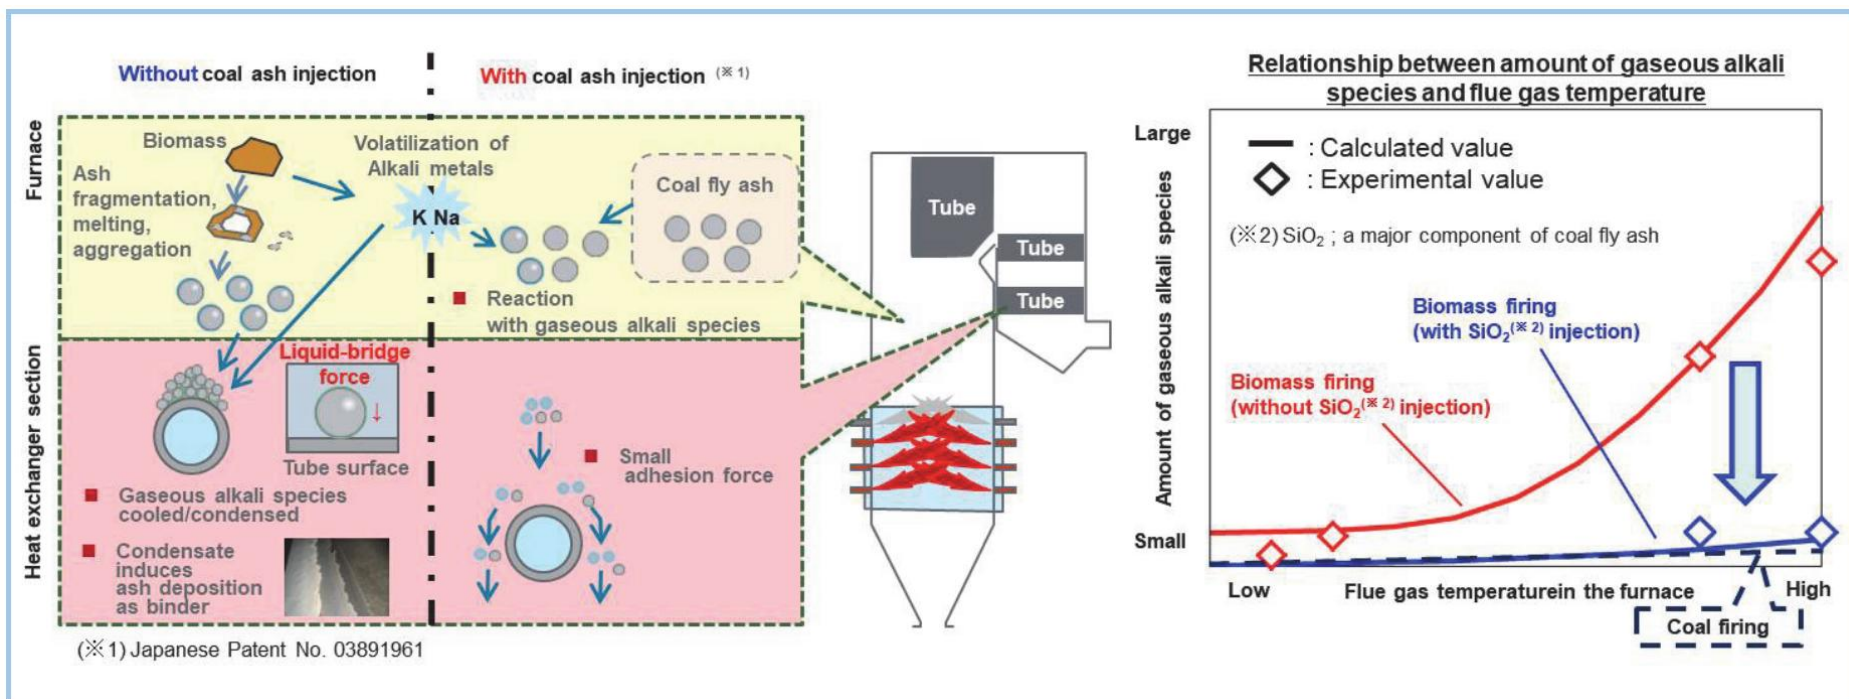 Without coal ash injection
With coal ash injection (※1)
Furnace
Biomass
Ash
fragmentation,
melting,
aggregation
Volatilization of
Alkali metals
K Na
Coal fly ash
Reaction
with gaseous alkali species
Heat exchanger section
Liquid-bridge
force
Tube surface
Gaseous alkali species
cooled/condensed
Condensate
induces
ash deposition
as binder
Small
adhesion force
(※1) Japanese Patent No. 03891961
Tube
Tube
Tube
Relationship between amount of gaseous alkali
species and flue gas temperature
Large
Small
Amount of gaseous alkali species
: Calculated value
: Experimental value
(※2) SiO₂ ; a major component of coal fly ash
Biomass firing
(with SiO₂(※2) injection)
Biomass firing
(without SiO₂(※2) injection)
Low
Flue gas temperaturein the furnace
High
Coal firing